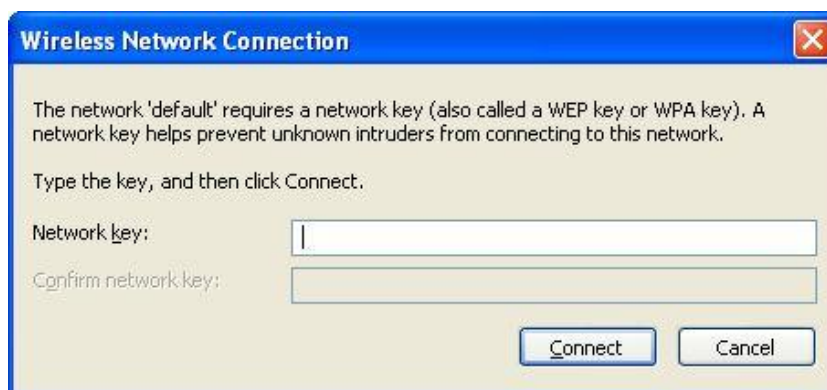 Wireless Network Connection
The network 'default' requires a network key (also called a WEP key or WPA key). A
network key helps prevent unknown intruders from connecting to this network.
Type the key, and then click Connect.
Network key:
Confirm network key:
Connect Cancel